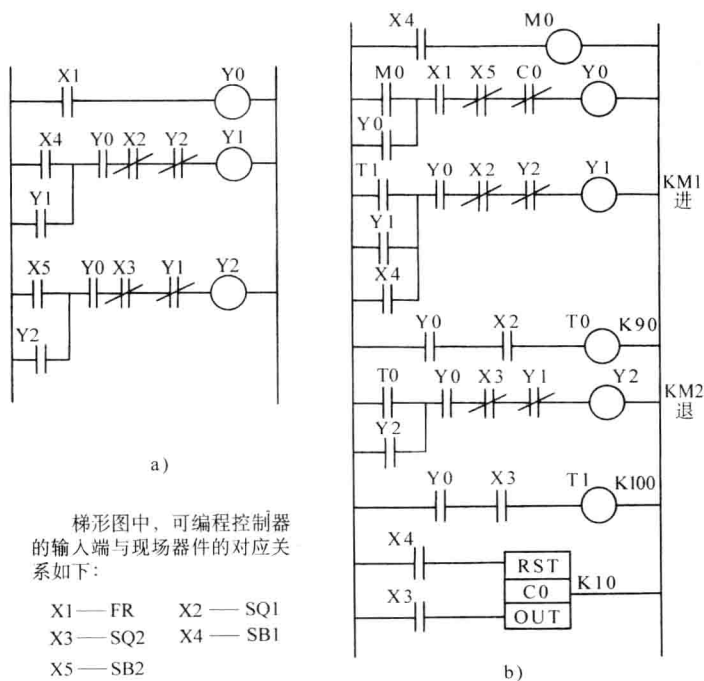 X1 Y0
X4 Y0 X2 Y2 Y1
Y1
X5 Y0 X3 Y1 Y2
Y2
a)
梯形图中，可编程控制器
的输入端与现场器件的对应关
系如下：
X1 — FR X2 — SQ1
X3 — SQ2 X4 — SB1
X5 — SB2
X4 M0
M0 X1 X5 C0 Y0
Y0
T1 Y0 X2 Y2 Y1 KM1
进
Y1
X4
Y0 X2 T0 K90
T0 Y0 X3 Y1 Y2 KM2
退
Y2
Y0 X3 T1 K100
X4
RST
C0 K10
X3
OUT
b)